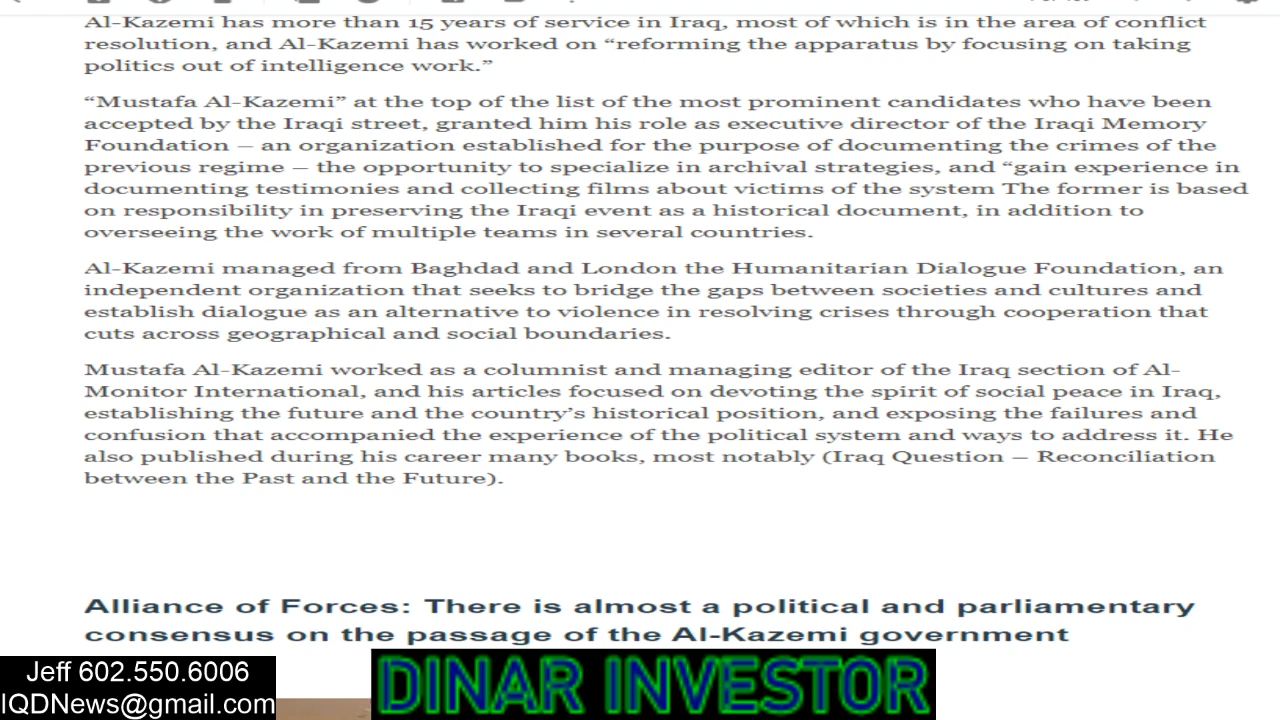 Al-Kazemi has more than 15 years of service in Iraq, most of which is in the area of conflict
resolution, and Al-Kazemi has worked on “reforming the apparatus by focusing on taking
politics out of intelligence work.”
“Mustafa Al-Kazemi” at the top of the list of the most prominent candidates who have been
accepted by the Iraqi street, granted him his role as executive director of the Iraqi Memory
Foundation – an organization established for the purpose of documenting the crimes of the
previous regime – the opportunity to specialize in archival strategies, and “gain experience in
documenting testimonies and collecting films about victims of the system The former is based
on responsibility in preserving the Iraqi event as a historical document, in addition to
overseeing the work of multiple teams in several countries.
Al-Kazemi managed from Baghdad and London the Humanitarian Dialogue Foundation, an
independent organization that seeks to bridge the gaps between societies and cultures and
establish dialogue as an alternative to violence in resolving crises through cooperation that
cuts across geographical and social boundaries.
Mustafa Al-Kazemi worked as a columnist and managing editor of the Iraq section of Al-
Monitor International, and his articles focused on devoting the spirit of social peace in Iraq,
establishing the future and the country’s historical position, and exposing the failures and
confusion that accompanied the experience of the political system and ways to address it. He
also published during his career many books, most notably (Iraq Question – Reconciliation
between the Past and the Future).
Alliance of Forces: There is almost a political and parliamentary
consensus on the passage of the Al-Kazemi government
Jeff 602.550.6006
IQDNews@gmail.com
DINAR INVESTOR